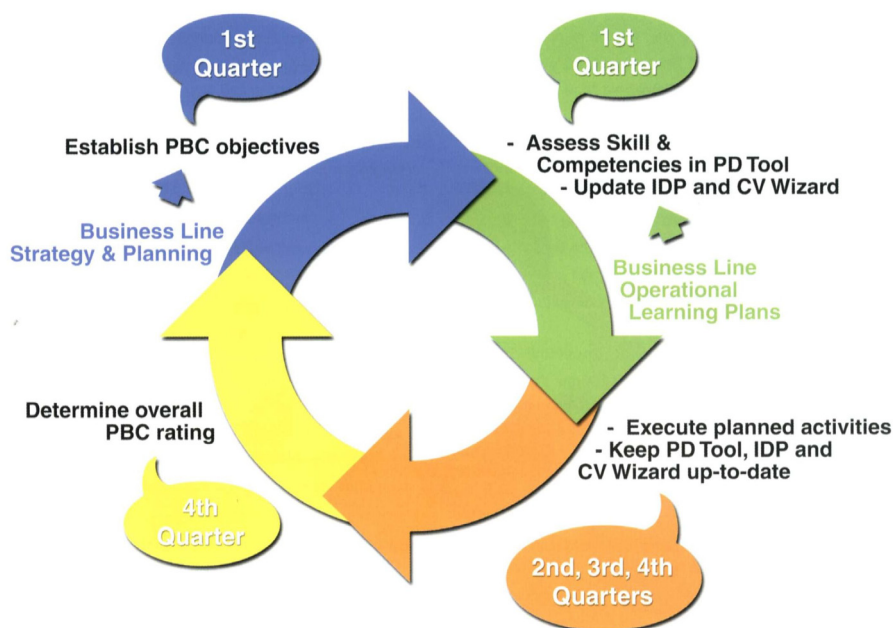 1st
Quarter
Establish PBC objectives
Business Line
Strategy & Planning
1st
Quarter
- Assess Skill &
Competencies in PD Tool
- Update IDP and CV Wizard
Business Line
Operational
Learning Plans
- Execute planned activities
- Keep PD Tool, IDP and
CV Wizard up-to-date
2nd, 3rd, 4th
Quarters
Determine overall
PBC rating
4th
Quarter